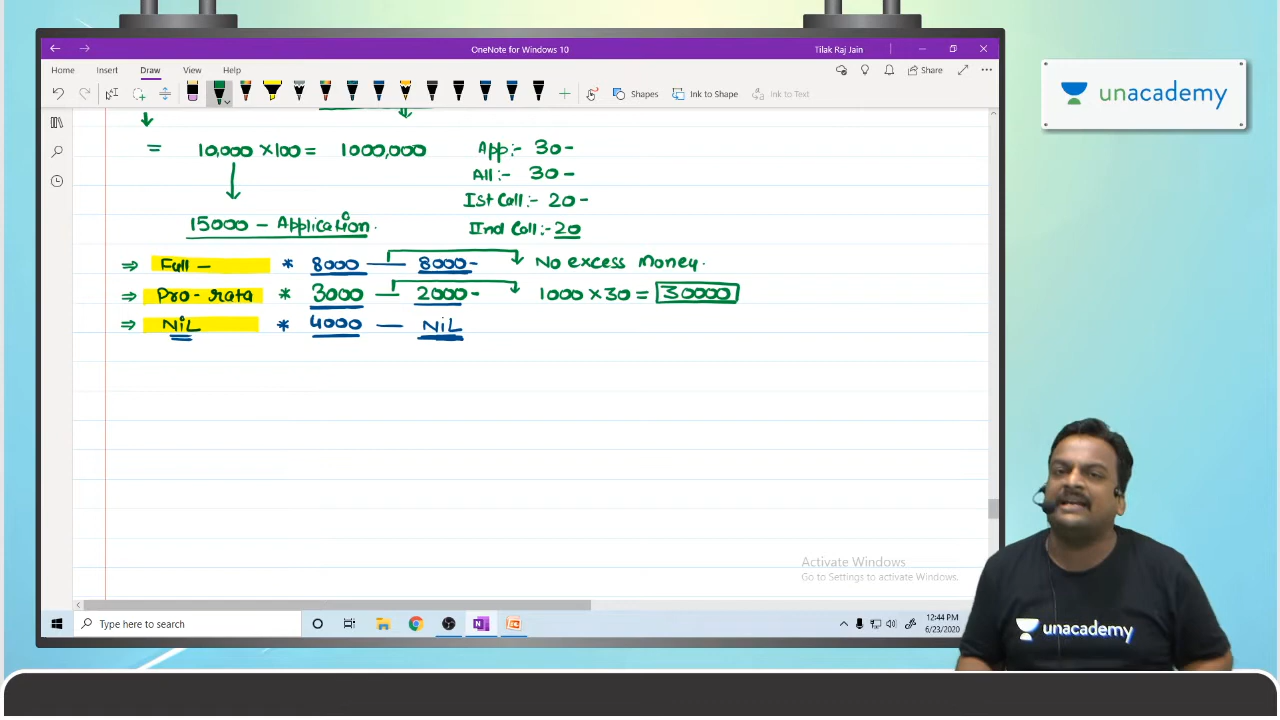 OneNote for Windows 10
Tilak Raj Jain
Home Insert Draw View Help
Share
Shapes
Ink to Shape
Ink to Text
unacademy
= 10,000 × 100 = 1000,000
App:- 30-
All:- 30-
Ist Call:- 20-
IInd Call:- 20
15000 - Application.
⇒ Full - * 8000 — 8000- No excess Money.
⇒ Pro-rata * 3000 — 2000- 1000 × 30 = 30000
⇒ NiL * 4000 — NiL
Activate Windows
Go to Settings to activate Windows.
Type here to search
12:44 PM
6/23/2020
unacademy